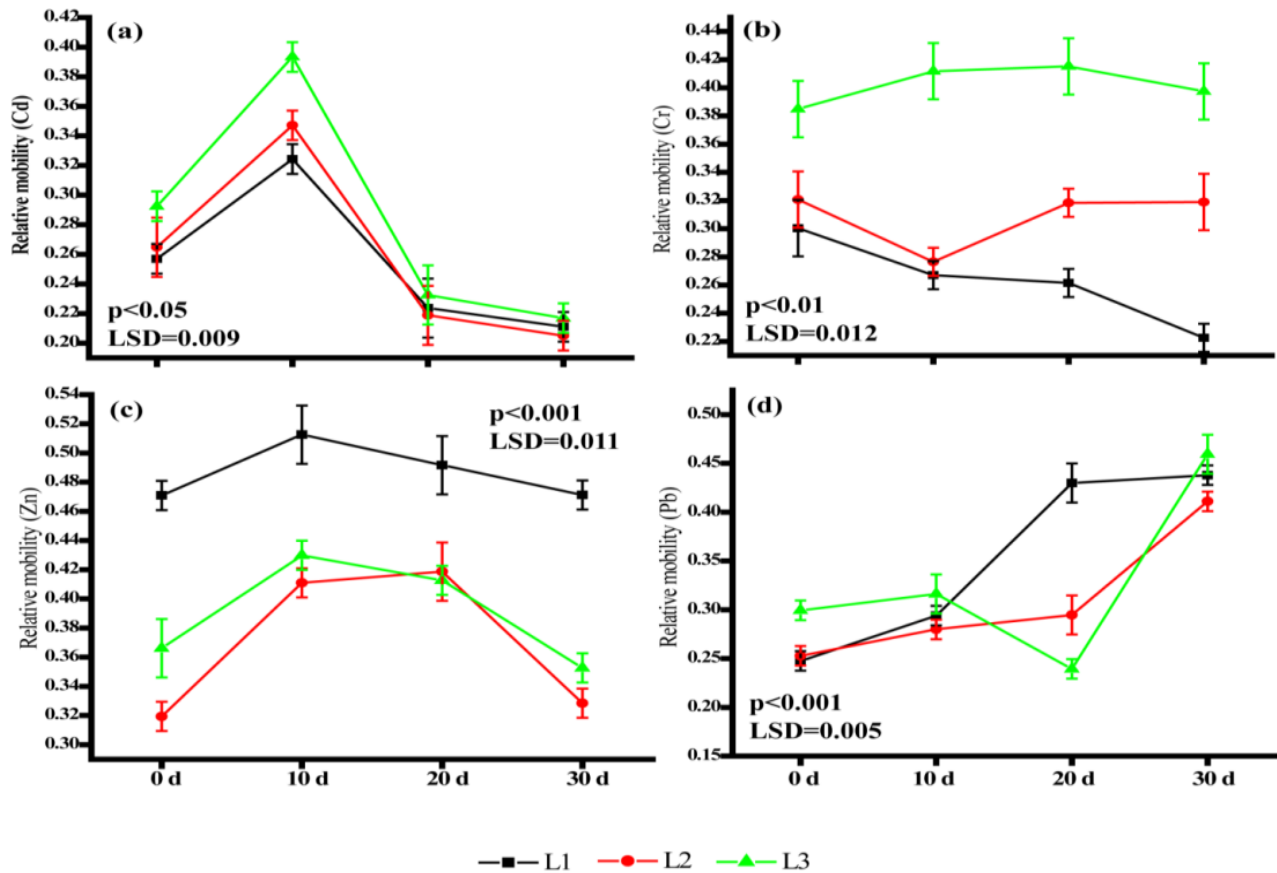 (a)
Relative mobility (Cd)
0.42
0.40
0.38
0.36
0.34
0.32
0.30
0.28
0.26
0.24
0.22
0.20
p<0.05
LSD=0.009
(b)
Relative mobility (Cr)
0.44
0.42
0.40
0.38
0.36
0.34
0.32
0.30
0.28
0.26
0.24
0.22
p<0.01
LSD=0.012
(c)
Relative mobility (Zn)
0.54
0.52
0.50
0.48
0.46
0.44
0.42
0.40
0.38
0.36
0.34
0.32
0.30
p<0.001
LSD=0.011
0 d 10 d 20 d 30 d
(d)
Relative mobility (Pb)
0.50
0.45
0.40
0.35
0.30
0.25
0.20
0.15
p<0.001
LSD=0.005
0 d 10 d 20 d 30 d
L1 L2 L3